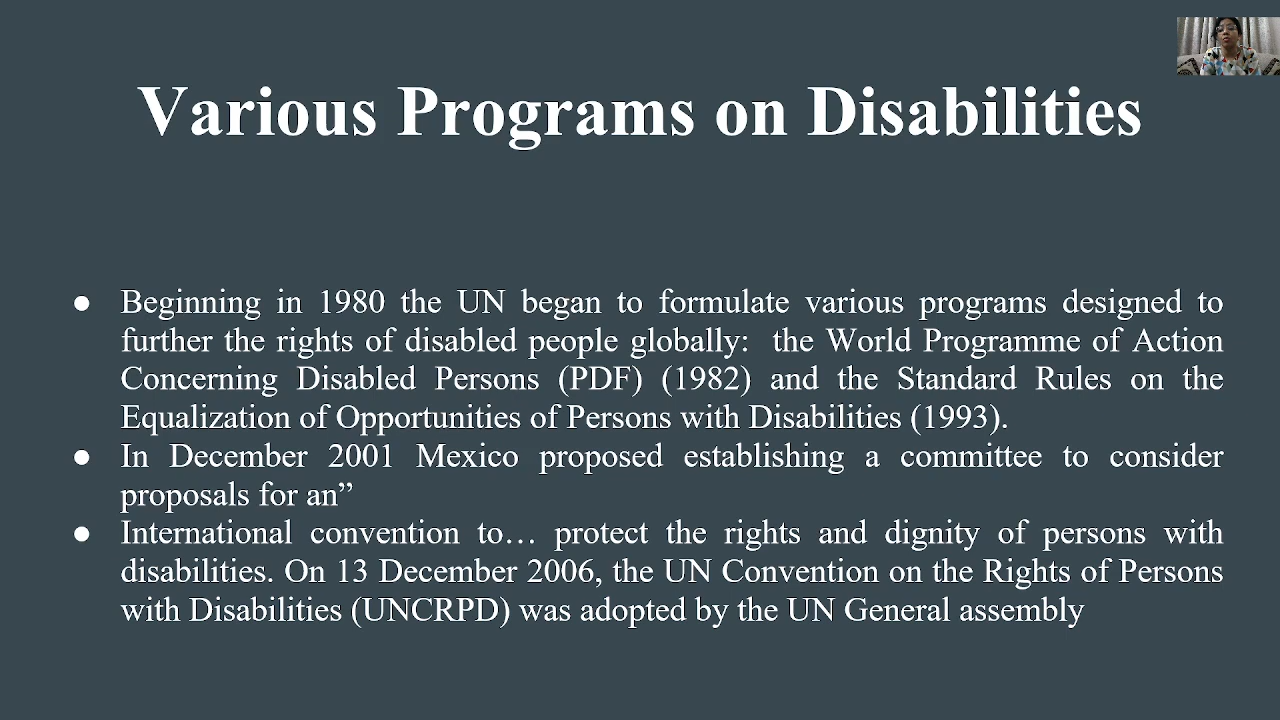 Various Programs on Disabilities
● Beginning in 1980 the UN began to formulate various programs designed to
further the rights of disabled people globally: the World Programme of Action
Concerning Disabled Persons (PDF) (1982) and the Standard Rules on the
Equalization of Opportunities of Persons with Disabilities (1993).
● In December 2001 Mexico proposed establishing a committee to consider
proposals for an”
● International convention to… protect the rights and dignity of persons with
disabilities. On 13 December 2006, the UN Convention on the Rights of Persons
with Disabilities (UNCRPD) was adopted by the UN General assembly